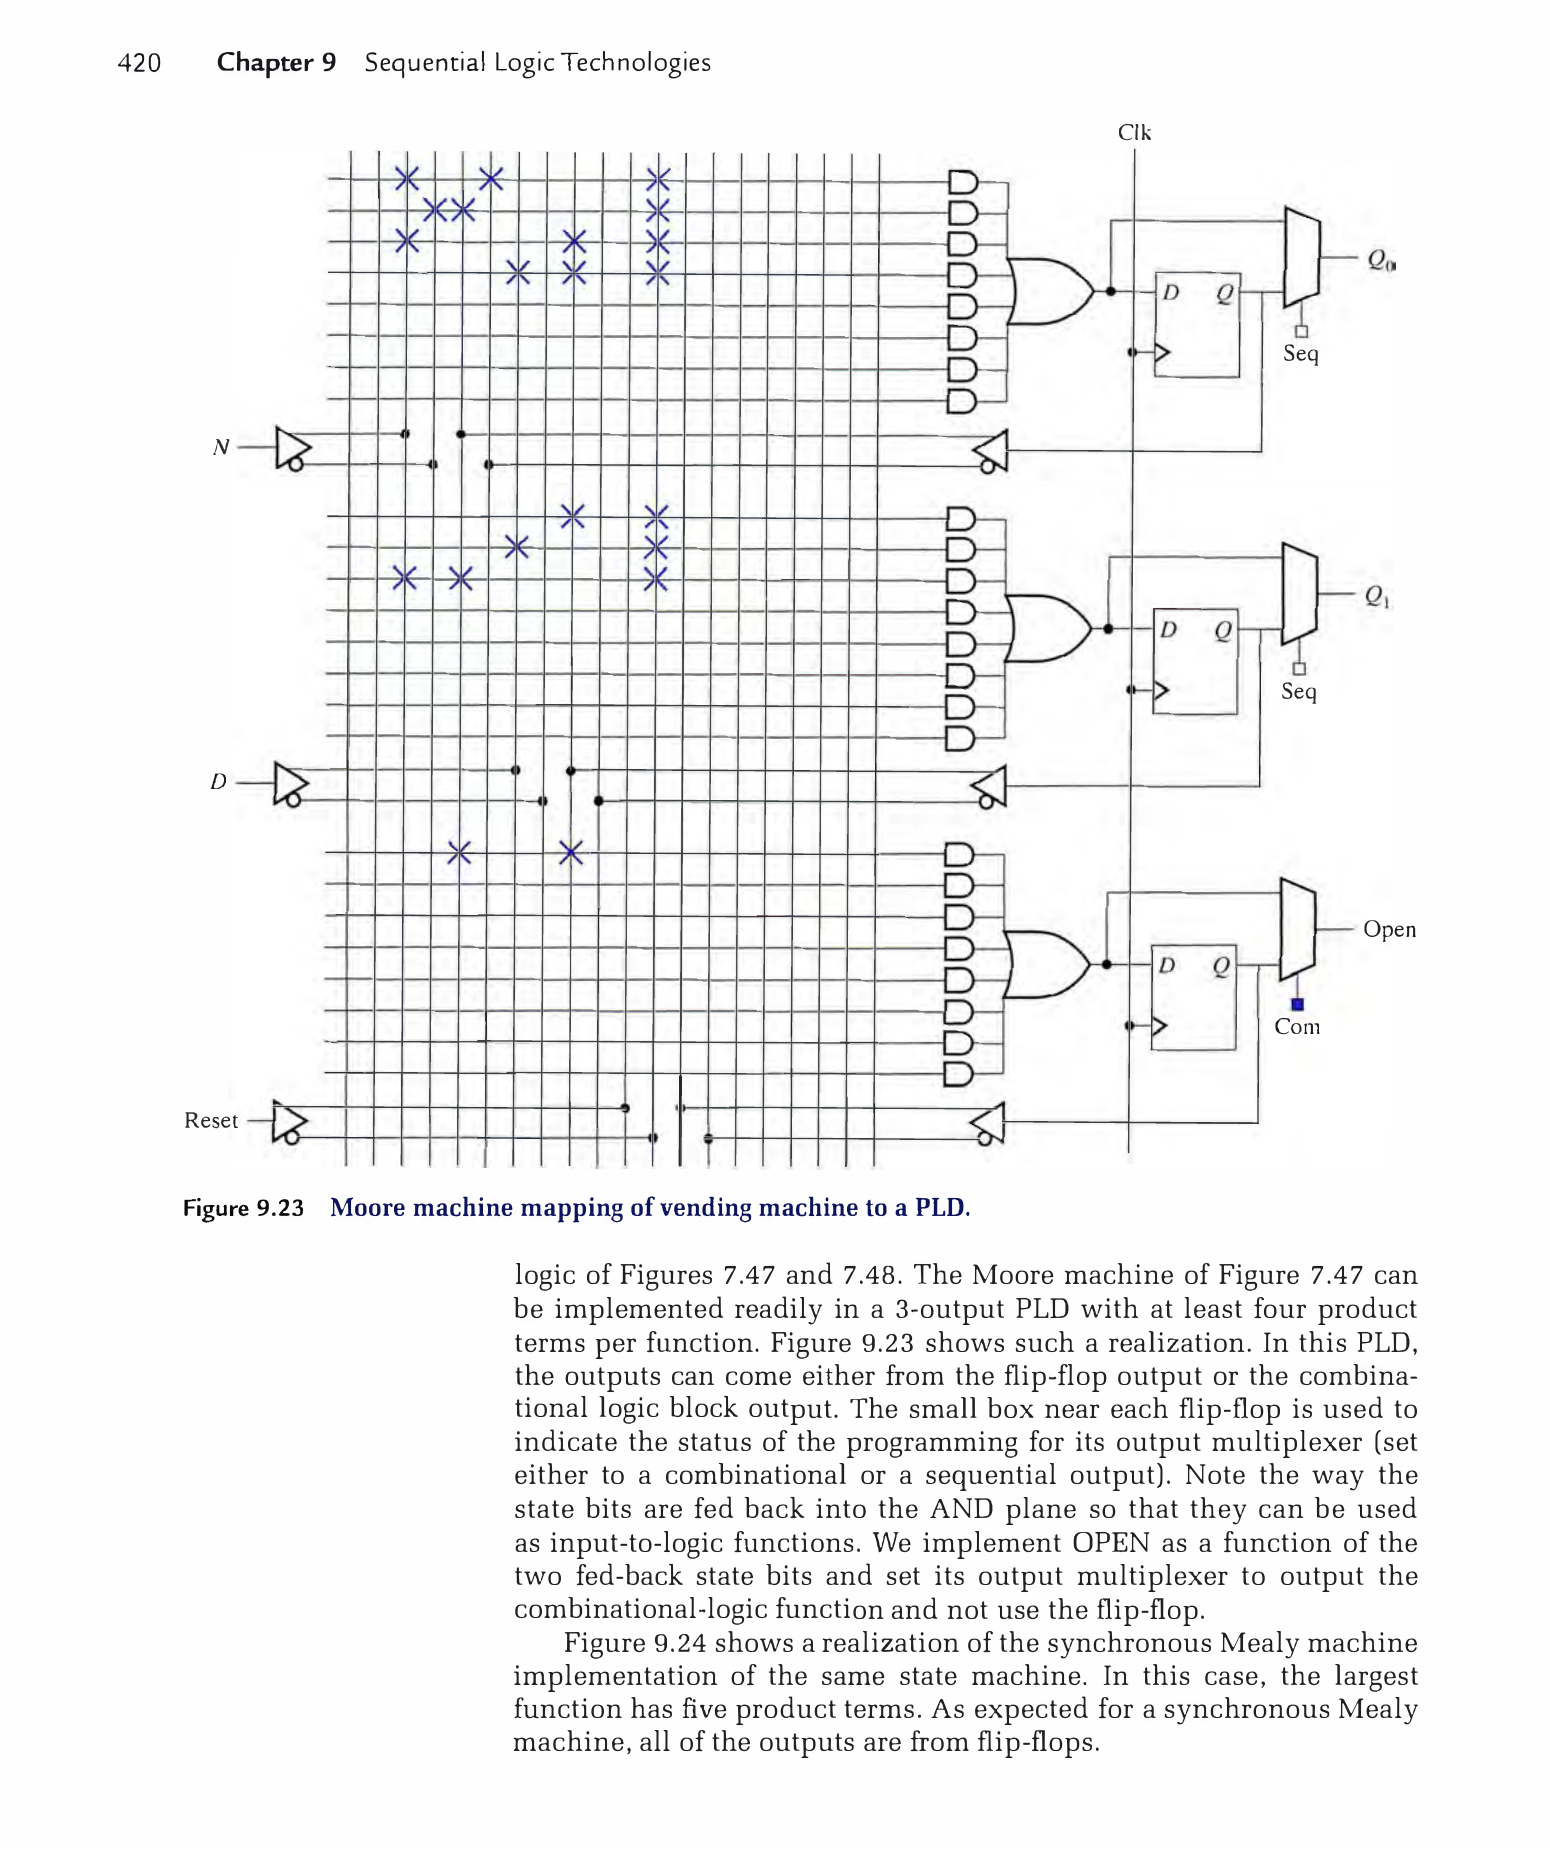 420 Chapter 9 Sequential Logic Technologies
Clk
Q0
D Q
Seq
N
Q1
D Q
Seq
D
Open
D Q
Com
Reset
Figure 9.23 Moore machine mapping of vending machine to a PLD.
logic of Figures 7.47 and 7.48. The Moore machine of Figure 7.47 can
be implemented readily in a 3-output PLD with at least four product
terms per function. Figure 9.23 shows such a realization. In this PLD,
the outputs can come either from the flip-flop output or the combina-
tional logic block output. The small box near each flip-flop is used to
indicate the status of the programming for its output multiplexer (set
either to a combinational or a sequential output). Note the way the
state bits are fed back into the AND plane so that they can be used
as input-to-logic functions. We implement OPEN as a function of the
two fed-back state bits and set its output multiplexer to output the
combinational-logic function and not use the flip-flop.
Figure 9.24 shows a realization of the synchronous Mealy machine
implementation of the same state machine. In this case, the largest
function has five product terms. As expected for a synchronous Mealy
machine, all of the outputs are from flip-flops.